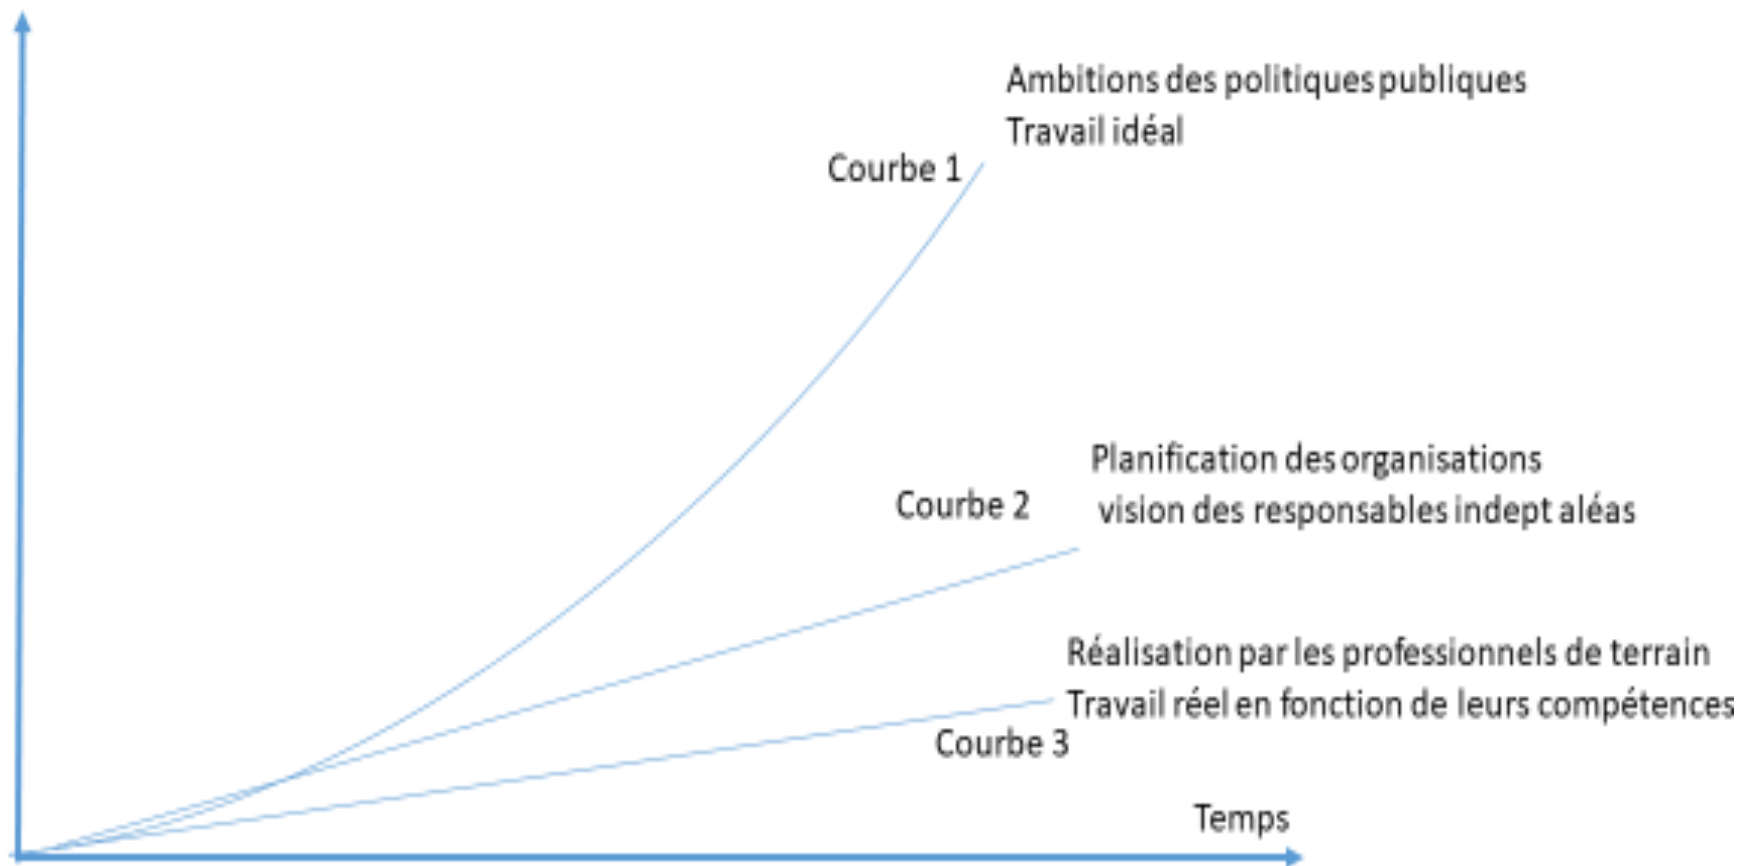 Ambitions des politiques publiques
Travail idéal
Courbe 1
Planification des organisations
Courbe 2
vision des responsables indept aléas
Réalisation par les professionnels de terrain
Travail réel en fonction de leurs compétences
Courbe 3
Temps